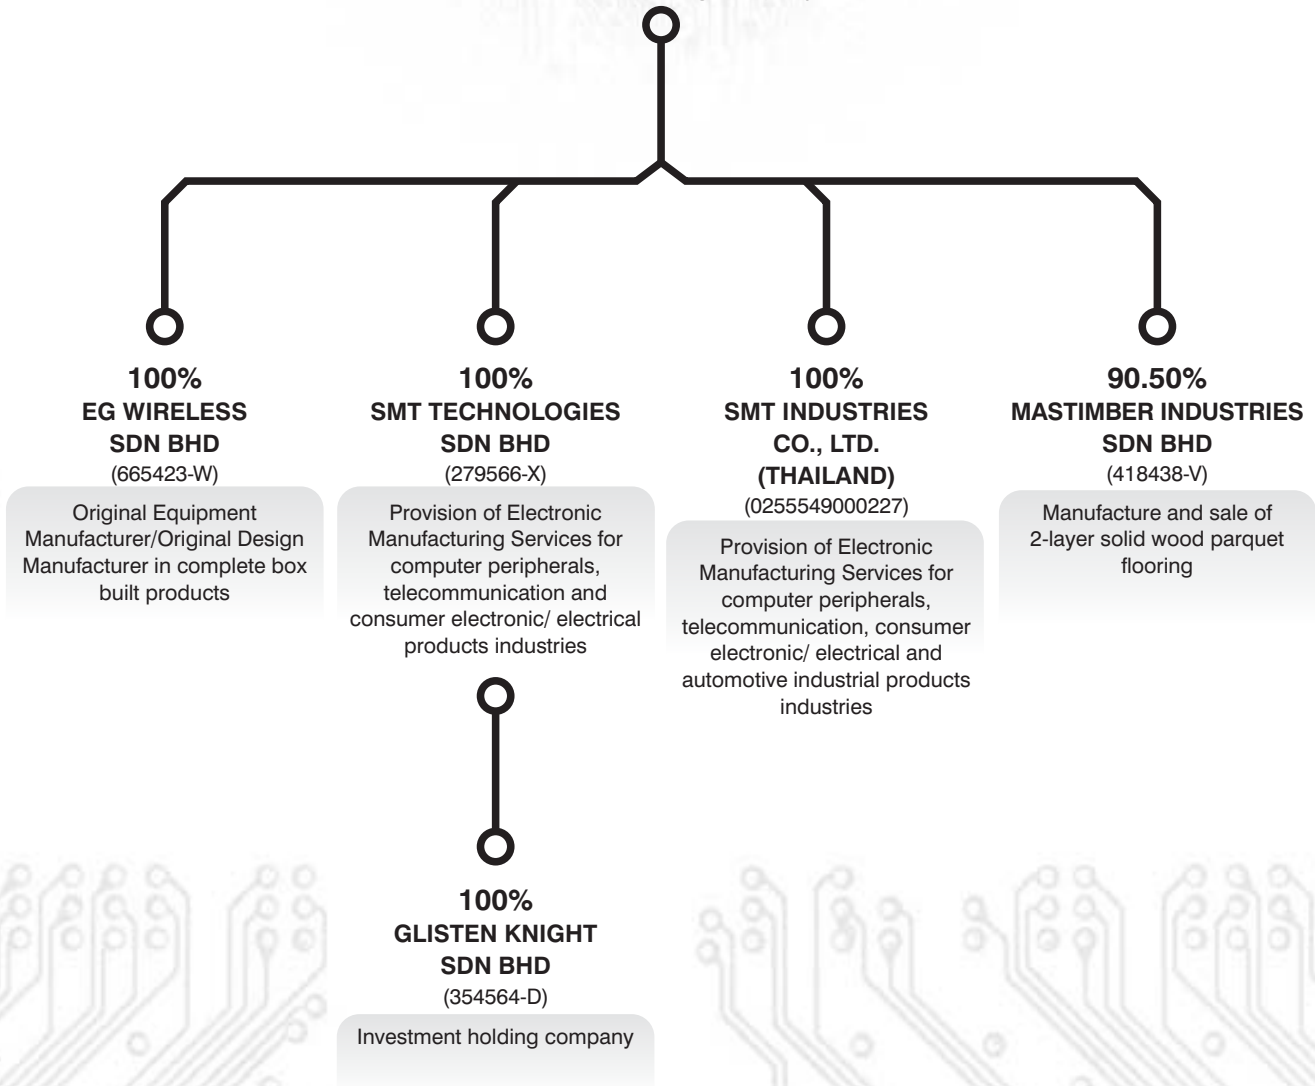 100%
EG WIRELESS
SDN BHD
(665423-W)
Original Equipment
Manufacturer/Original Design
Manufacturer in complete box
built products
100%
SMT TECHNOLOGIES
SDN BHD
(279566-X)
Provision of Electronic
Manufacturing Services for
computer peripherals,
telecommunication and
consumer electronic/ electrical
products industries
100%
SMT INDUSTRIES
CO., LTD.
(THAILAND)
(0255549000227)
Provision of Electronic
Manufacturing Services for
computer peripherals,
telecommunication, consumer
electronic/ electrical and
automotive industrial products
industries
90.50%
MASTIMBER INDUSTRIES
SDN BHD
(418438-V)
Manufacture and sale of
2-layer solid wood parquet
flooring
100%
GLISTEN KNIGHT
SDN BHD
(354564-D)
Investment holding company